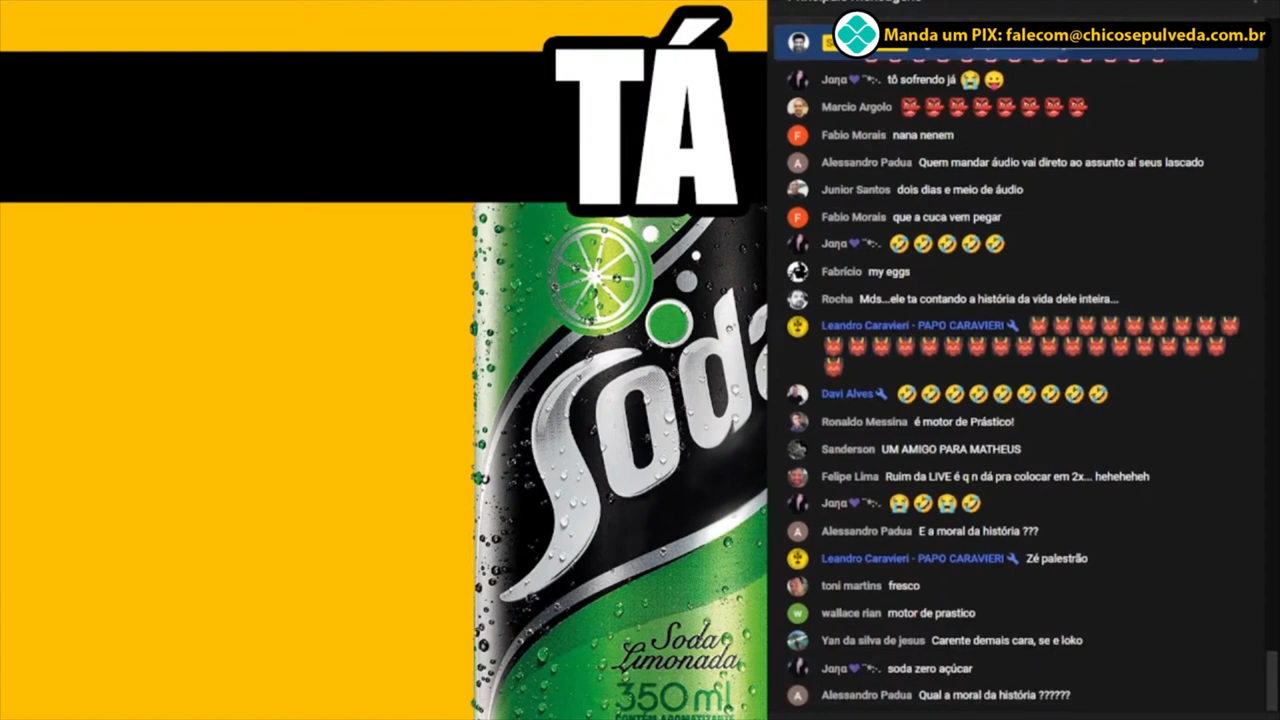 TÁ
Soda
Soda
Limonada
350ml
Manda um PIX: falecom@chicosepulveda.com.br
Jαηα tô sofrendo já
Marcio Argolo
Fabio Morais nana nenem
Alessandro Padua Quem mandar áudio vai direto ao assunto aí seus lascado
Junior Santos dois dias e meio de áudio
Fabio Morais que a cuca vem pegar
Jαηα
Fabrício my eggs
Rocha Mds...ele ta contando a história da vida dele inteira...
Leandro Caravieri - PAPO CARAVIERI
Davi Alves
Ronaldo Messina é motor de Prástico!
Sanderson UM AMIGO PARA MATHEUS
Felipe Lima Ruim da LIVE é q n dá pra colocar em 2x... heheheheh
Jαηα
Alessandro Padua E a moral da história ???
Leandro Caravieri - PAPO CARAVIERI Zé palestrão
toni martins fresco
wallace rian motor de prastico
Yan da silva de jesus Carente demais cara, se e loko
Jαηα soda zero açúcar
Alessandro Padua Qual a moral da história ??????